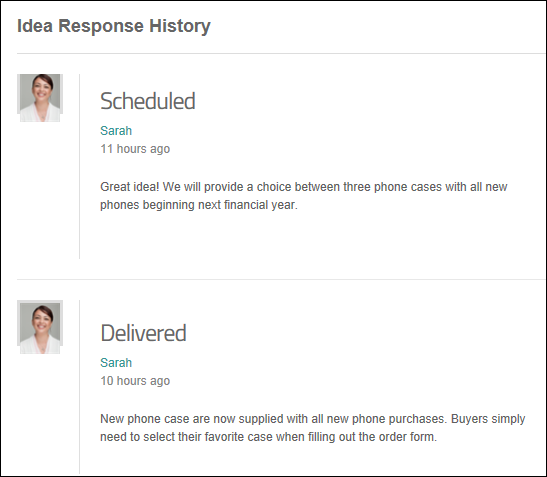 Idea Response History
Scheduled
Sarah
11 hours ago
Great idea! We will provide a choice between three phone cases with all new
phones beginning next financial year.
Delivered
Sarah
10 hours ago
New phone case are now supplied with all new phone purchases. Buyers simply
need to select their favorite case when filling out the order form.